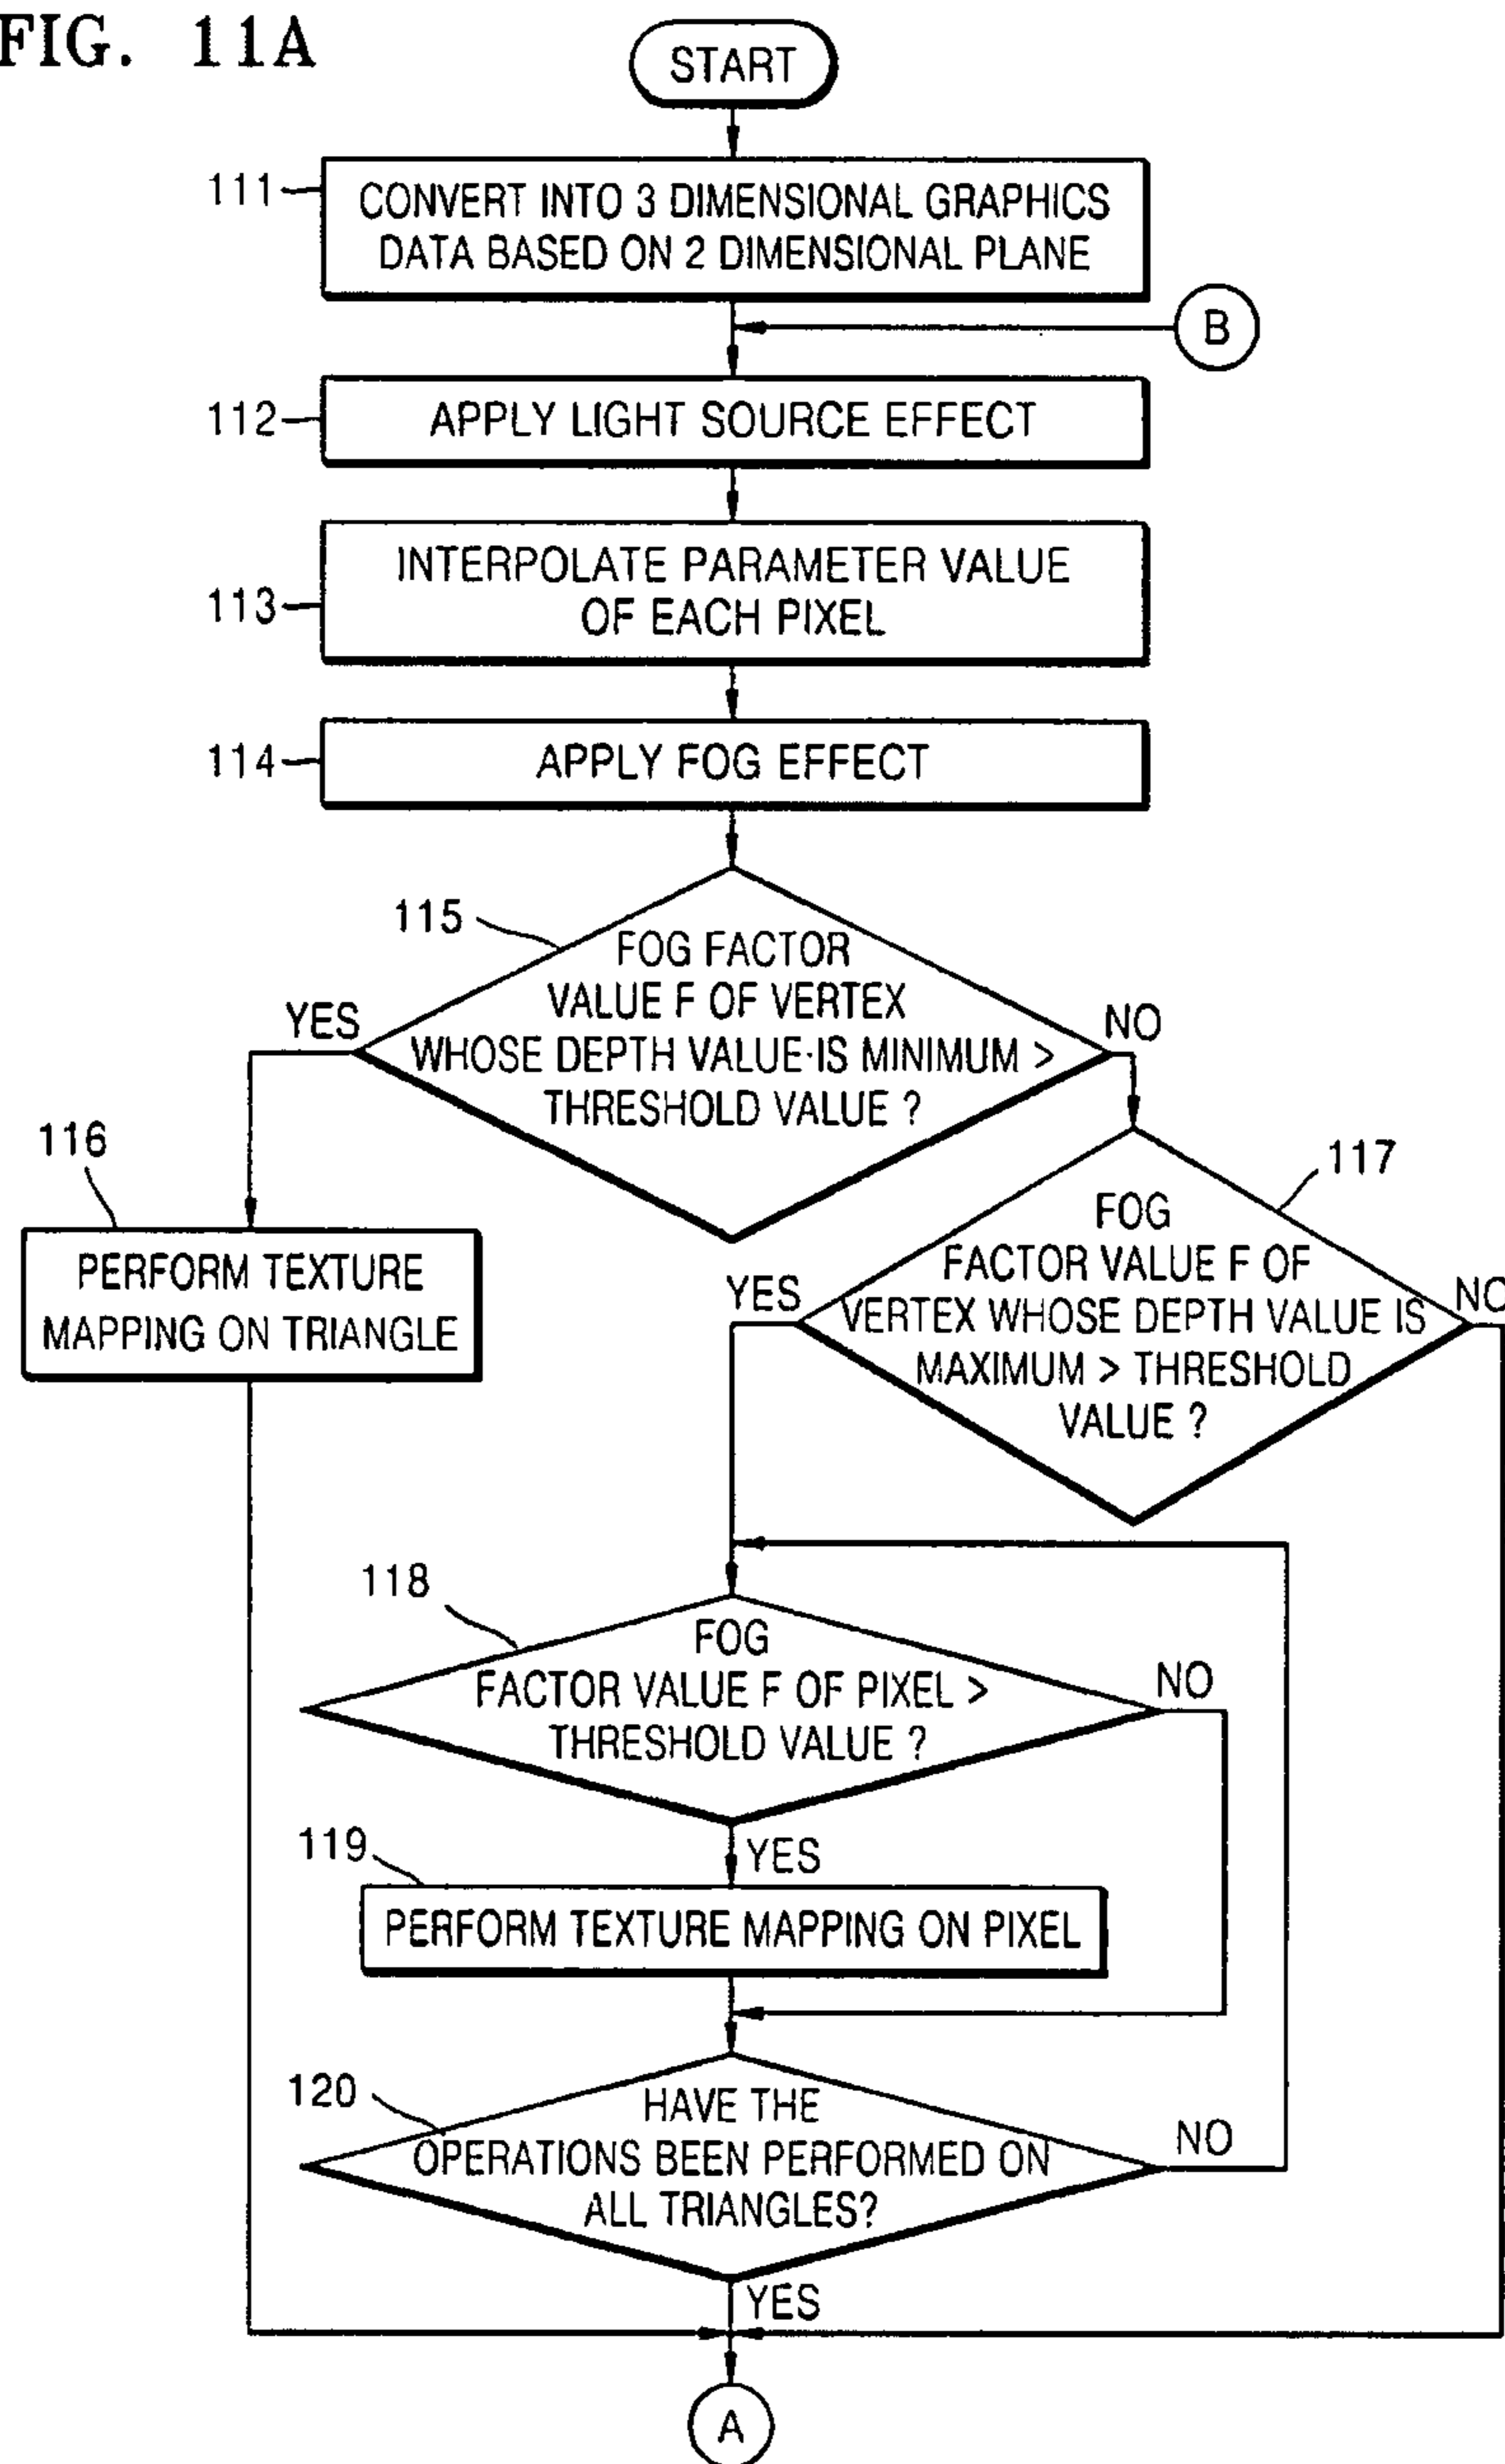 FIG. 11A
START
111
CONVERT INTO 3 DIMENSIONAL GRAPHICS
DATA BASED ON 2 DIMENSIONAL PLANE
B
112
APPLY LIGHT SOURCE EFFECT
113
INTERPOLATE PARAMETER VALUE
OF EACH PIXEL
114
APPLY FOG EFFECT
115
FOG FACTOR
VALUE F OF VERTEX
WHOSE DEPTH VALUE IS MINIMUM >
THRESHOLD VALUE ?
YES
NO
116
PERFORM TEXTURE
MAPPING ON TRIANGLE
117
FOG
FACTOR VALUE F OF
VERTEX WHOSE DEPTH VALUE IS
MAXIMUM > THRESHOLD
VALUE ?
YES
NO
118
FOG
FACTOR VALUE F OF PIXEL >
THRESHOLD VALUE ?
NO
YES
119
PERFORM TEXTURE MAPPING ON PIXEL
120
HAVE THE
OPERATIONS BEEN PERFORMED ON
ALL TRIANGLES?
NO
YES
A